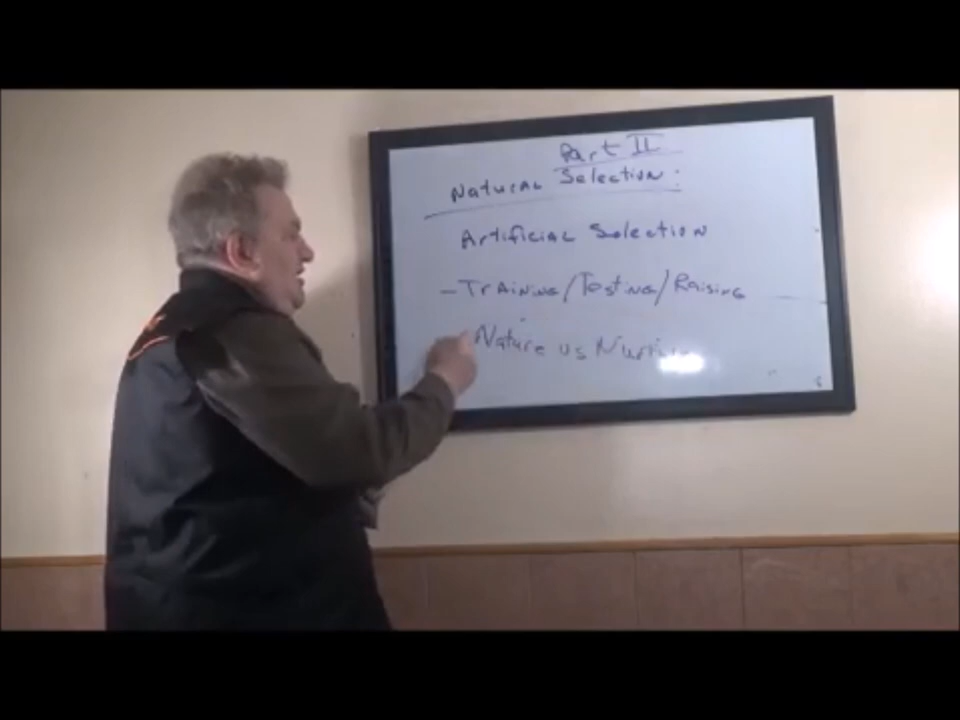 Part II
Natural Selection:
Artificial Selection
- Training/Testing/Raising
Nature vs